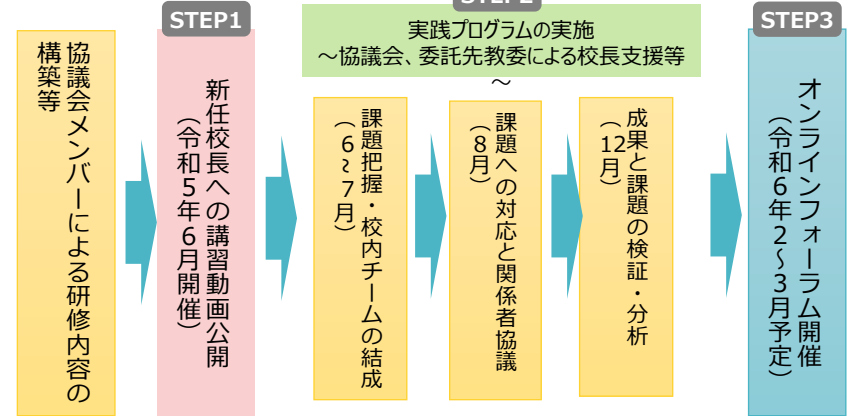 協議会メンバーによる研修内容の
構築等
STEP1
新任校長への講習動画公開
（令和5年6月開催）
STEP2
実践プログラムの実施
～協議会、委託先教委による校長支援等
～
課題把握・校内チームの結成
（6～7月）
課題への対応と関係者協議
（8月）
成果と課題の検証・分析
（12月）
STEP3
オンラインフォーラム開催
（令和6年2～3月予定）